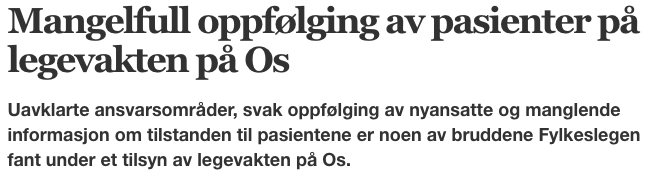 Mangelfull oppfølging av pasienter på
legevakten på Os
Uavklarte ansvarsområder, svak oppfølging av nyansatte og manglende
informasjon om tilstanden til pasientene er noen av bruddene Fylkeslegen
fant under et tilsyn av legevakten på Os.